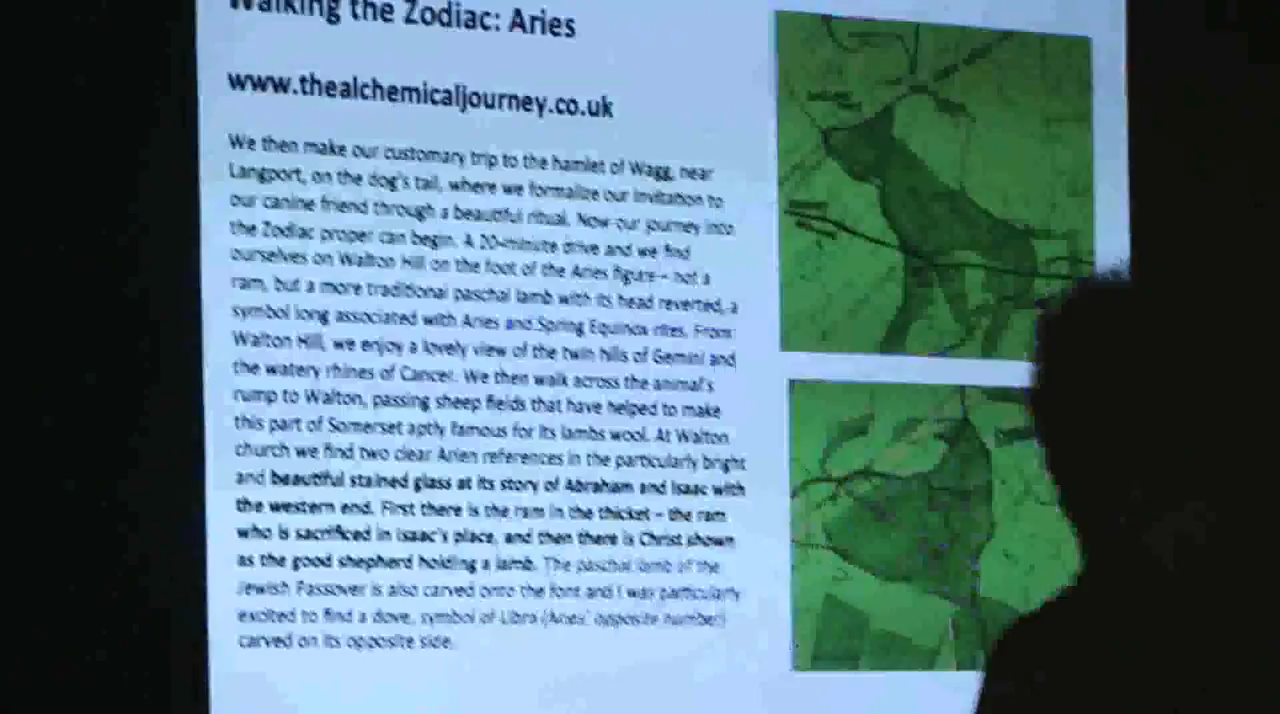 Walking the Zodiac: Aries
www.thealchemicaljourney.co.uk
We then make our customary trip to the hamlet of Wagg, near
Langport, on the dog's tail, where we formalize our invitation to
our canine friend through a beautiful ritual. Now our journey into
the Zodiac proper can begin. A 20-minute drive and we find
ourselves on Walton Hill on the foot of the Aries figure – not a
ram, but a more traditional paschal lamb with its head reverted, a
symbol long associated with Aries and Spring Equinox rites. From
Walton Hill, we enjoy a lovely view of the twin hills of Gemini and
the watery rhines of Cancer. We then walk across the animal's
rump to Walton, passing sheep fields that have helped to make
this part of Somerset aptly famous for its lambs wool. At Walton
church we find two clear Arien references in the particularly bright
and beautiful stained glass at its story of Abraham and Isaac with
the western end. First there is the ram in the thicket – the ram
who is sacrificed in Isaac's place, and then there is Christ shown
as the good shepherd holding a lamb. The paschal lamb of the
Jewish Passover is also carved onto the font and I was particularly
excited to find a dove, symbol of Libra (Aries' opposite number)
carved on its opposite side.